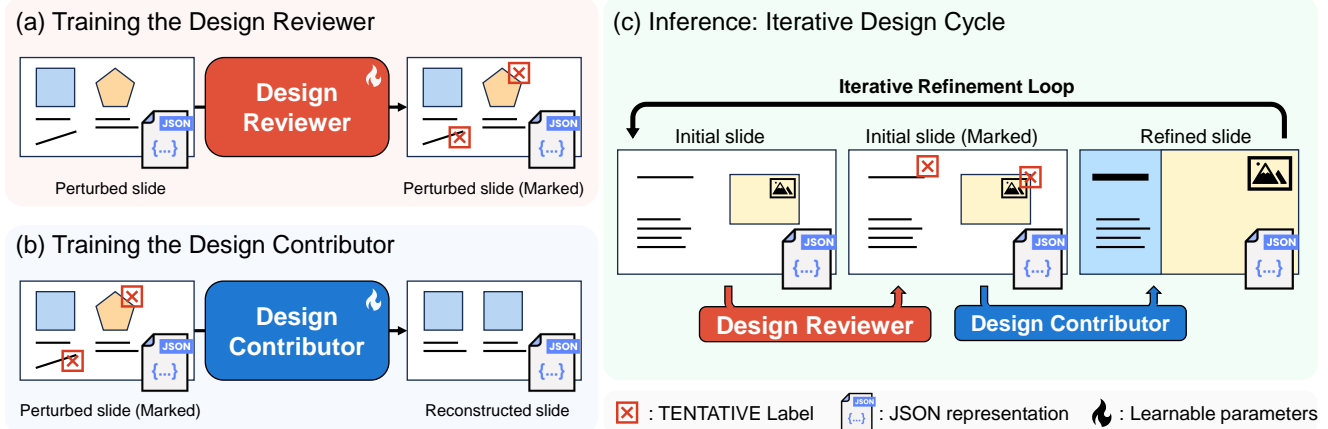 (a) Training the Design Reviewer
Design
Reviewer
JSON
{...}
JSON
{...}
Perturbed slide
Perturbed slide (Marked)
(b) Training the Design Contributor
Design
Contributor
JSON
{...}
JSON
{...}
Perturbed slide (Marked)
Reconstructed slide
(c) Inference: Iterative Design Cycle
Iterative Refinement Loop
Initial slide
Initial slide (Marked)
Refined slide
JSON
{...}
JSON
{...}
JSON
{...}
Design Reviewer
Design Contributor
: TENTATIVE Label
JSON
{...}
: JSON representation
: Learnable parameters